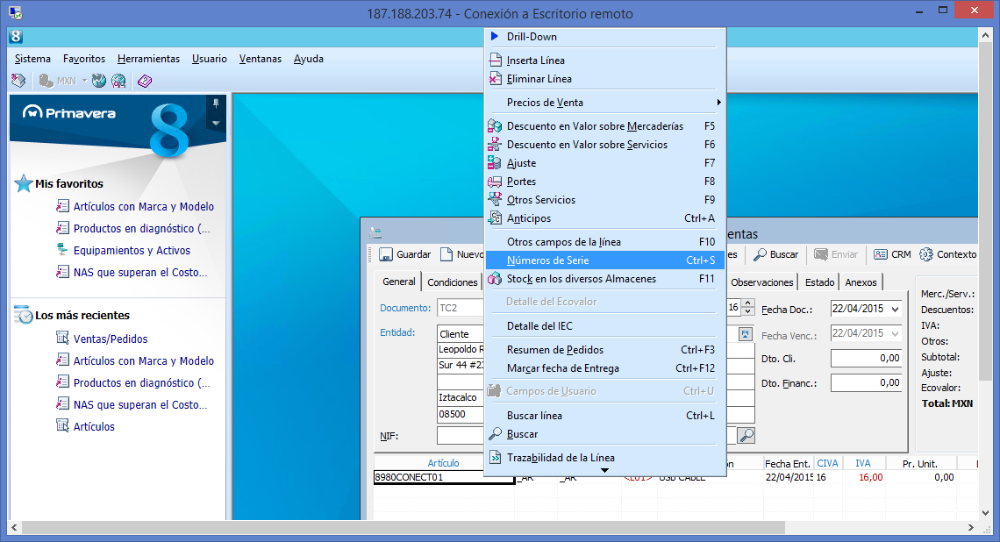 187.188.203.74 - Conexión a Escritorio remoto
8
Sistema Favoritos Herramientas Usuario Ventanas Ayuda
MXN
Primavera 8
Mis favoritos
Artículos con Marca y Modelo
Productos en diagnóstico (...
Equipamientos y Activos
NAS que superan el Costo...
Los más recientes
Ventas/Pedidos
Artículos con Marca y Modelo
Productos en diagnóstico (...
NAS que superan el Costo...
Artículos
Drill-Down
Inserta Línea
Eliminar Línea
Precios de Venta
Descuento en Valor sobre Mercaderías F5
Descuento en Valor sobre Servicios F6
Ajuste F7
Portes F8
Otros Servicios F9
Anticipos Ctrl+A
Otros campos de la línea F10
Números de Serie Ctrl+S
Stock en los diversos Almacenes F11
Detalle del Ecovalor
Detalle del IEC
Resumen de Pedidos Ctrl+F3
Marcar fecha de Entrega Ctrl+F12
Campos de Usuario Ctrl+U
Buscar línea Ctrl+L
Buscar
Trazabilidad de la Línea
entas
Guardar Nuevo es Buscar Enviar CRM Contexto
General Condiciones Observaciones Estado Anexos
Documento: TC2 16 Fecha Doc.: 22/04/2015
Entidad: Cliente Fecha Venc.: 22/04/2015
Leopoldo R
Sur 44 #23 Dto. Cli. 0,00
Dto. Financ.: 0,00
Iztacalco
08500
NIF:
Merc./Serv.:
Descuentos:
IVA:
Otros:
Subtotal:
Ajuste:
Ecovalor:
Total: MXN
Artículo Fecha Ent. CIVA IVA Pr. Unit.
8980CONECT01 _AR _AR <L01> USB CABLE 22/04/2015 16 16,00 0,00